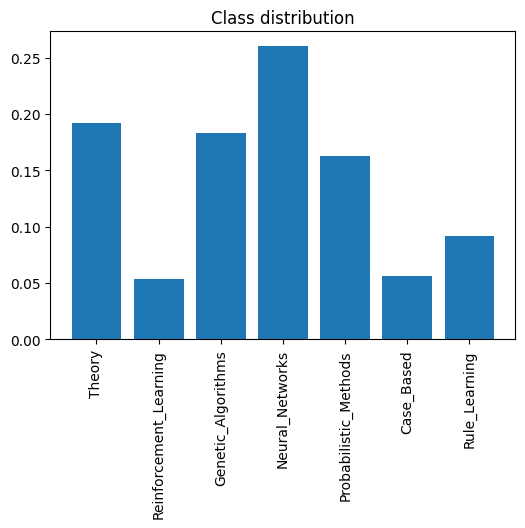 Class distribution
0.25
0.20
0.15
0.10
0.05
0.00
Theory
Reinforcement_Learning
Genetic_Algorithms
Neural_Networks
Probabilistic_Methods
Case_Based
Rule_Learning